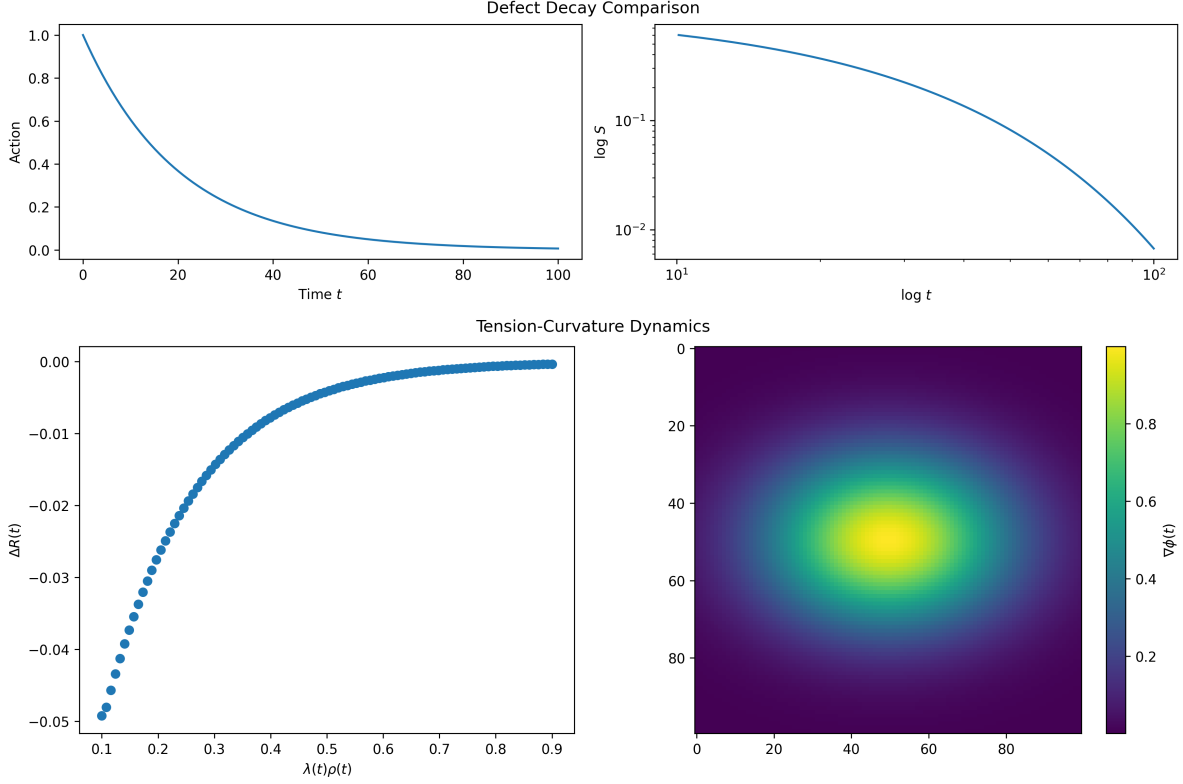 Defect Decay Comparison
1.0
0.8
0.6
0.4
0.2
0.0
Action
0 20 40 60 80 100
Time t
10⁻¹
10⁻²
log S
10¹ 10²
log t
Tension-Curvature Dynamics
0.00
−0.01
−0.02
−0.03
−0.04
−0.05
ΔR(t)
0.1 0.2 0.3 0.4 0.5 0.6 0.7 0.8 0.9
λ(t)ρ(t)
0
20
40
60
80
0 20 40 60 80
0.8
0.6
0.4
0.2
∇ϕ(t)